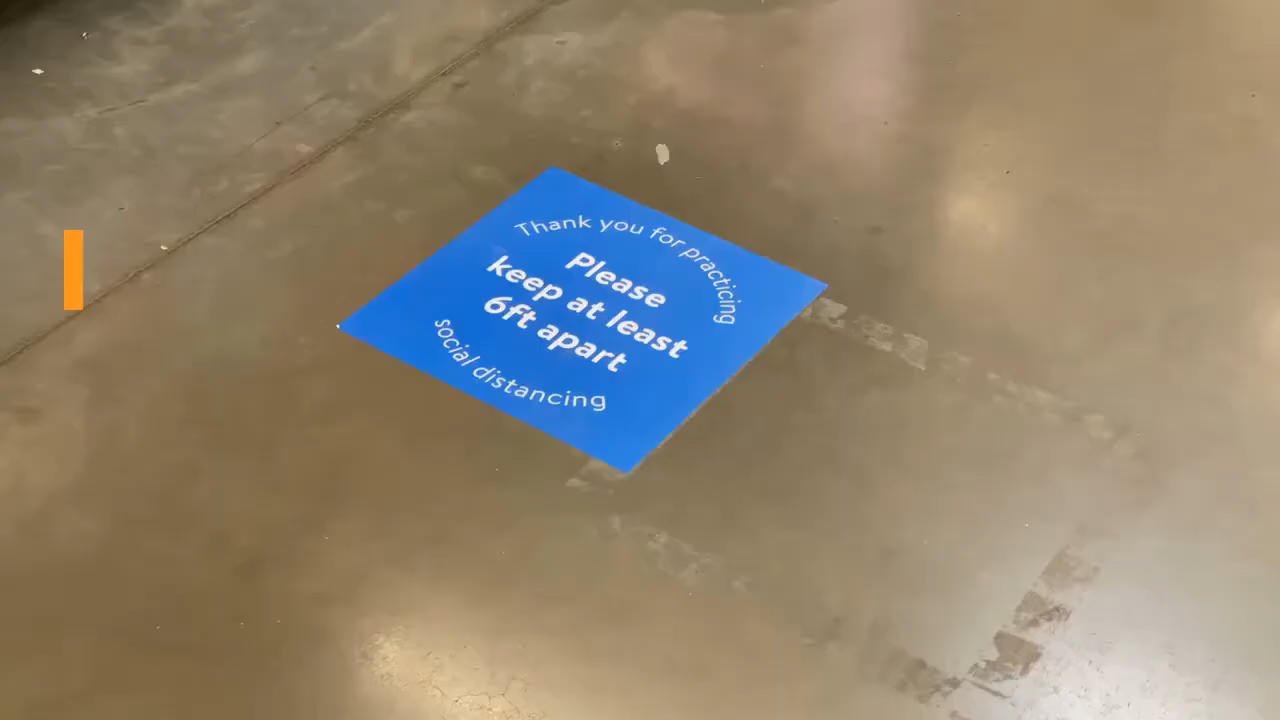 Thank you for practicing
Please
keep at least
6ft apart
social distancing